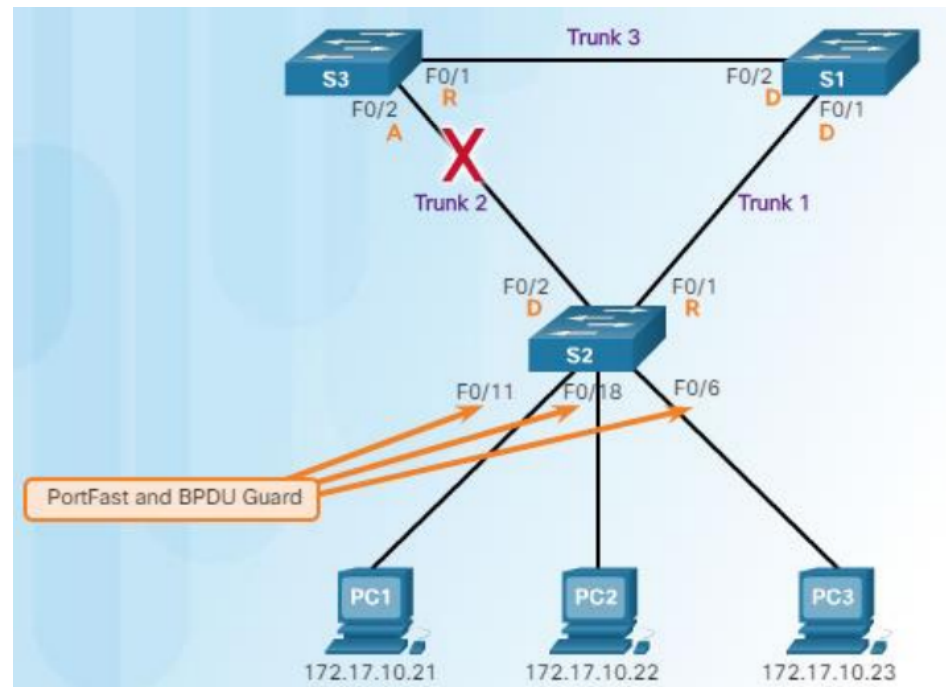 Trunk 3
S3
F0/1
R
F0/2
A
F0/2
D
S1
F0/1
D
Trunk 2
Trunk 1
F0/2
D
F0/1
R
S2
F0/11
F0/18
F0/6
PortFast and BPDU Guard
PC1
PC2
PC3
172.17.10.21
172.17.10.22
172.17.10.23